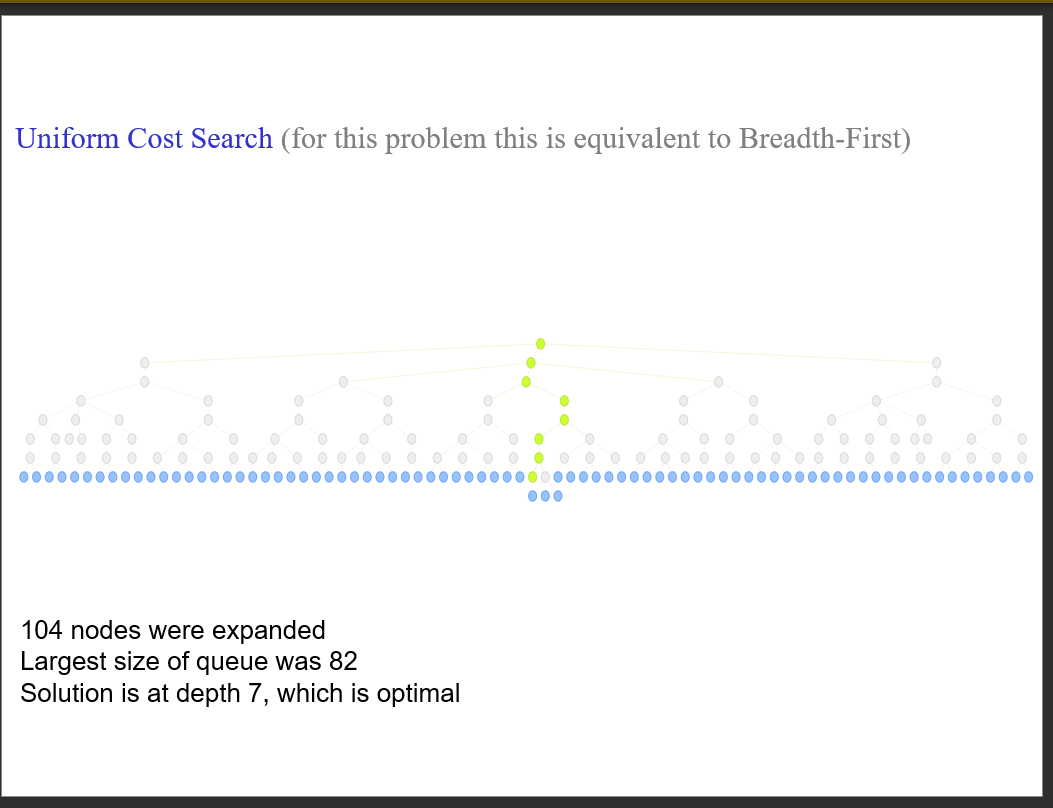 Uniform Cost Search (for this problem this is equivalent to Breadth-First)
104 nodes were expanded
Largest size of queue was 82
Solution is at depth 7, which is optimal